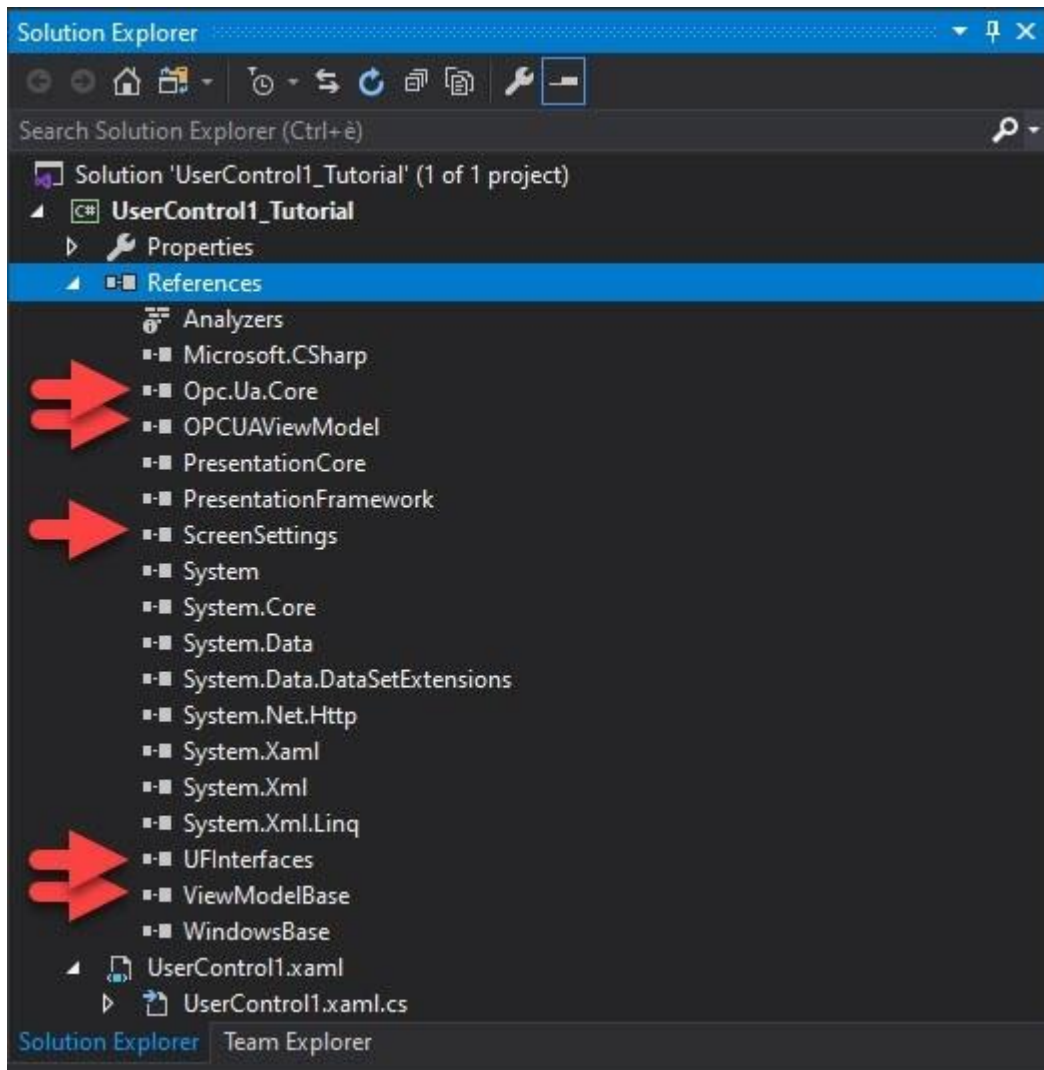 Solution Explorer
Search Solution Explorer (Ctrl+è)
Solution 'UserControl1_Tutorial' (1 of 1 project)
C# UserControl1_Tutorial
Properties
References
Analyzers
Microsoft.CSharp
Opc.Ua.Core
OPCUAViewModel
PresentationCore
PresentationFramework
ScreenSettings
System
System.Core
System.Data
System.Data.DataSetExtensions
System.Net.Http
System.Xaml
System.Xml
System.Xml.Linq
UFInterfaces
ViewModelBase
WindowsBase
UserControl1.xaml
UserControl1.xaml.cs
Solution Explorer Team Explorer